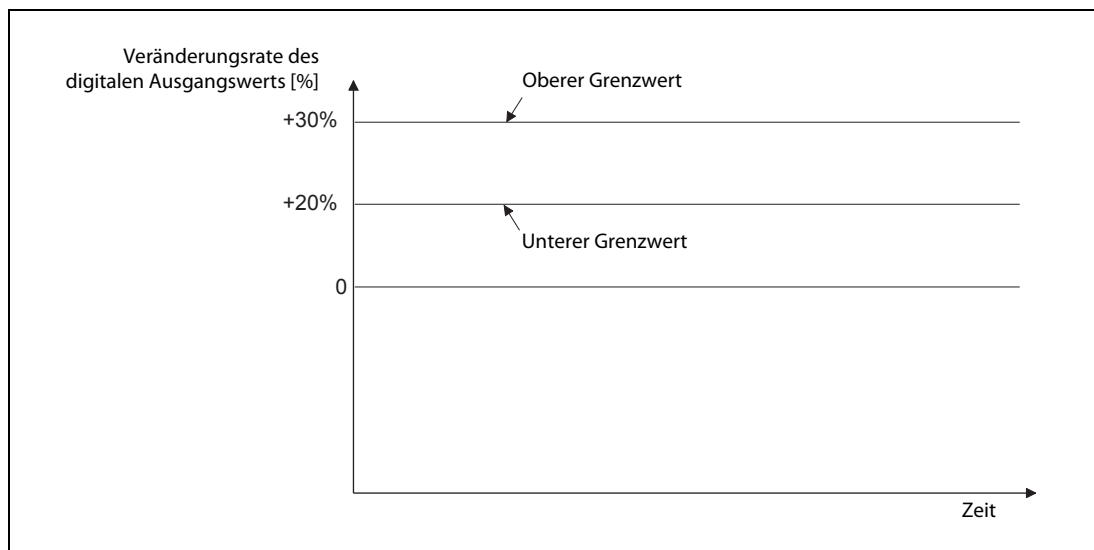 Veränderungsrate des
digitalen Ausgangswerts [%]
Oberer Grenzwert
+30%
+20%
Unterer Grenzwert
0
Zeit